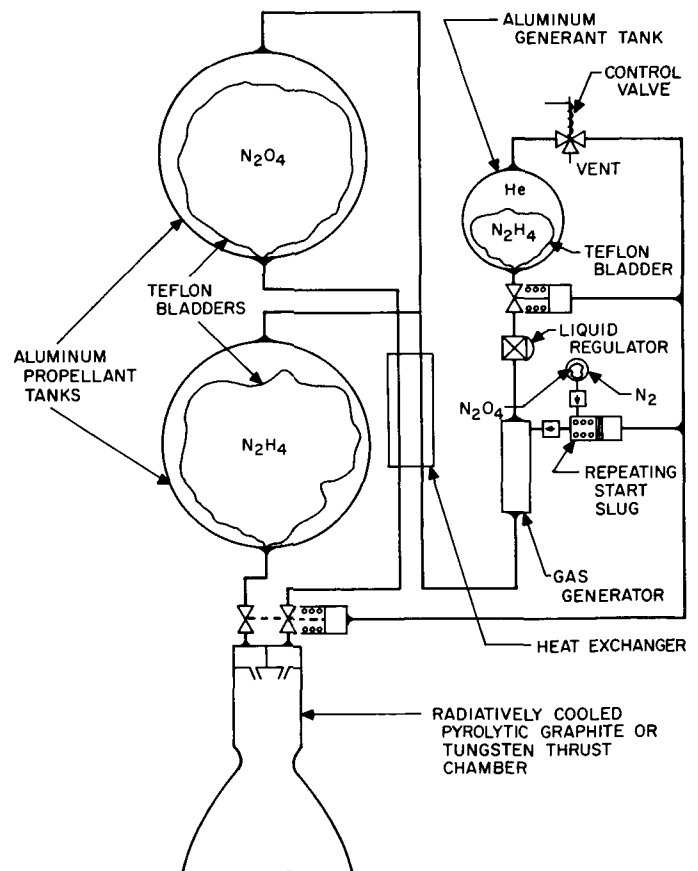 ALUMINUM
GENERANT TANK
CONTROL
VALVE
N2O4
VENT
He
N2H4
TEFLON
BLADDER
TEFLON
BLADDERS
LIQUID
REGULATOR
ALUMINUM
PROPELLANT
TANKS
N2O4
N2
N2H4
REPEATING
START
SLUG
GAS
GENERATOR
HEAT EXCHANGER
RADIATIVELY COOLED
PYROLYTIC GRAPHITE OR
TUNGSTEN THRUST
CHAMBER